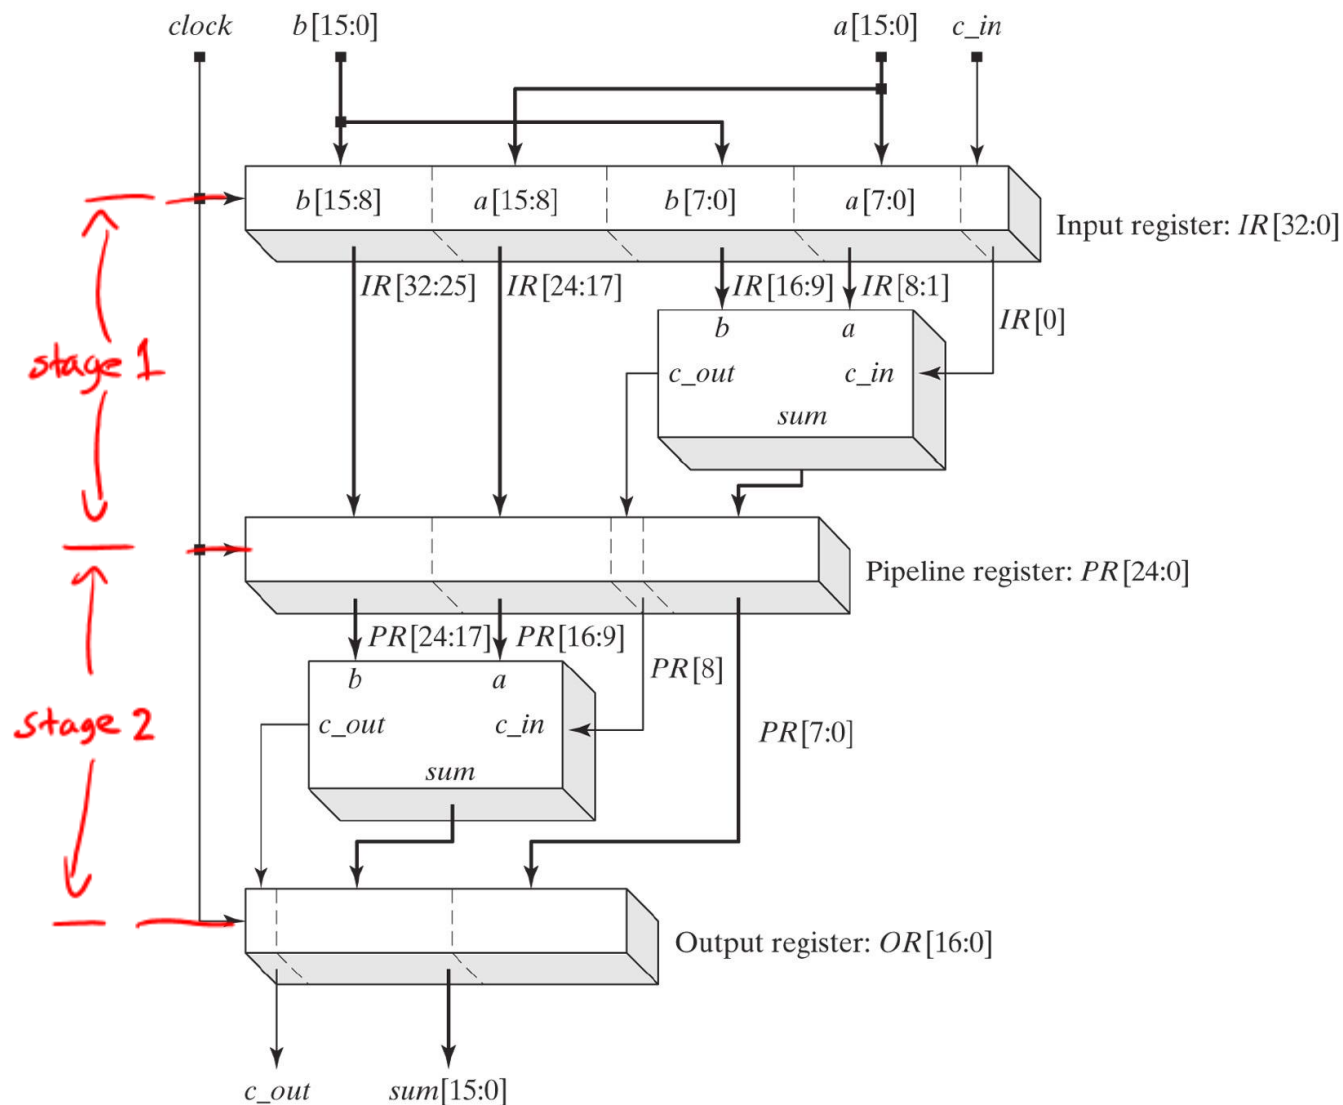 clock
b[15:0]
a[15:0]
c_in
b[15:8]
a[15:8]
b[7:0]
a[7:0]
Input register: IR[32:0]
IR[32:25]
IR[24:17]
IR[16:9]
IR[8:1]
IR[0]
b
a
c_out
c_in
sum
stage 1
Pipeline register: PR[24:0]
PR[24:17]
PR[16:9]
PR[8]
PR[7:0]
b
a
c_out
c_in
sum
stage 2
Output register: OR[16:0]
c_out
sum[15:0]